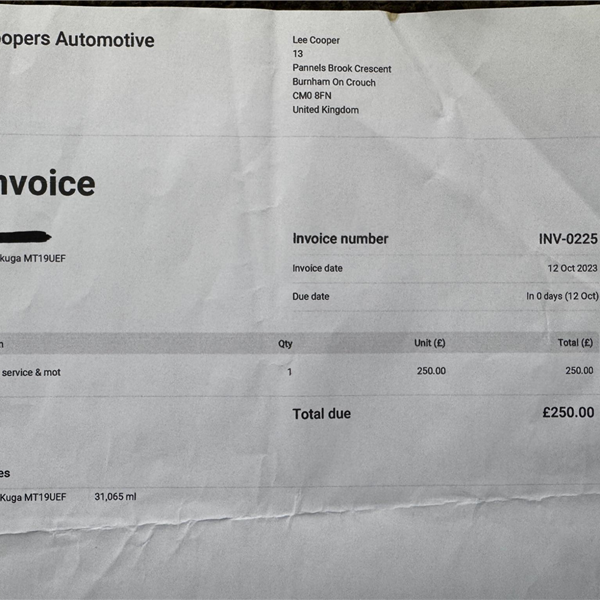 opers Automotive
Lee Cooper
13
Pannels Brook Crescent
Burnham On Crouch
CM0 8FN
United Kingdom
nvoice
kuga MT19UEF
Invoice number INV-0225
Invoice date 12 Oct 2023
Due date In 0 days (12 Oct)
n Qty Unit (£) Total (£)
service & mot 1 250.00 250.00
Total due £250.00
es
Kuga MT19UEF 31,065 ml